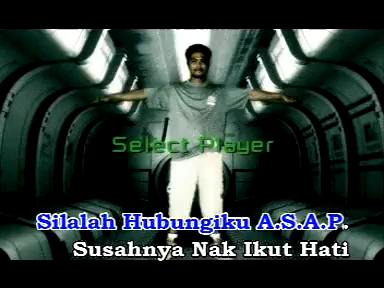 Select Player
Silalah Hubungiku A.S.A.P.
Susahnya Nak Ikut Hati